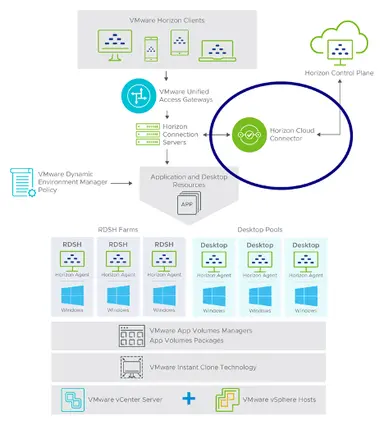 VMware Horizon Clients
Horizon Control Plane
VMware Unified
Access Gateways
Horizon
Connection
Servers
Horizon Cloud
Connector
VMware Dynamic
Environment Manager
Policy
Application and Desktop
Resources
APP
RDSH Farms
Desktop Pools
RDSH
RDSH
RDSH
Desktop
Desktop
Desktop
Horizon Agent
Horizon Agent
Horizon Agent
Horizon Agent
Horizon Agent
Horizon Agent
Windows
Windows
Windows
Windows
Windows
Windows
VMware App Volumes Managers
App Volumes Packages
VMware Instant Clone Technology
VMware vCenter Server
+
VMware vSphere Hosts